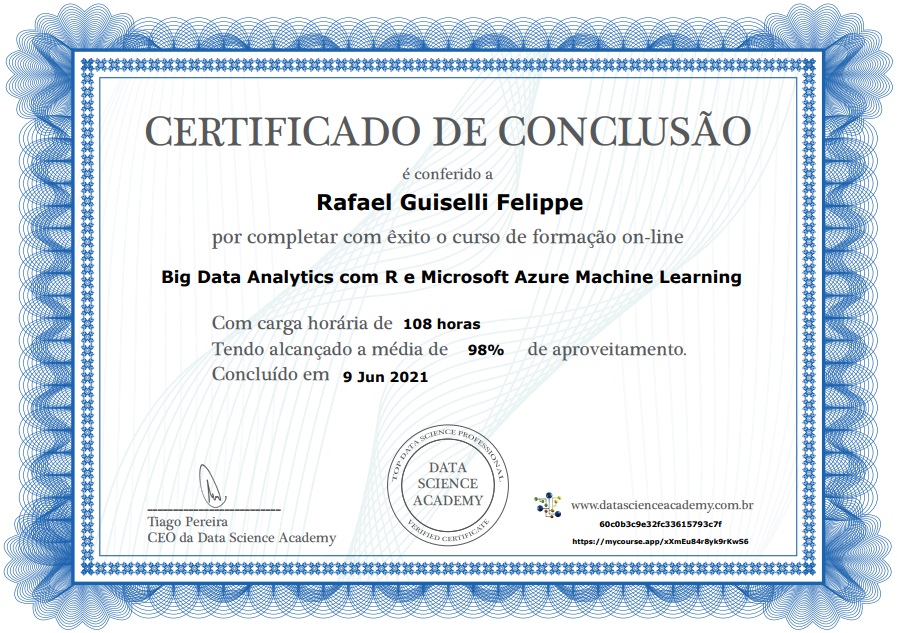 CERTIFICADO DE CONCLUSÃO
é conferido a
Rafael Guiselli Felippe
por completar com êxito o curso de formação on-line
Big Data Analytics com R e Microsoft Azure Machine Learning
Com carga horária de 108 horas
Tendo alcançado a média de 98% de aproveitamento.
Concluído em 9 Jun 2021
TOP DATA SCIENCE PROFESSIONAL
DATA
SCIENCE
ACADEMY
VERIFIED CERTIFICATE
Tiago Pereira
CEO da Data Science Academy
www.datascienceacademy.com.br
60c0b3c9e32fc33615793c7f
https://mycourse.app/xXmEu84r8yk9rKwS6